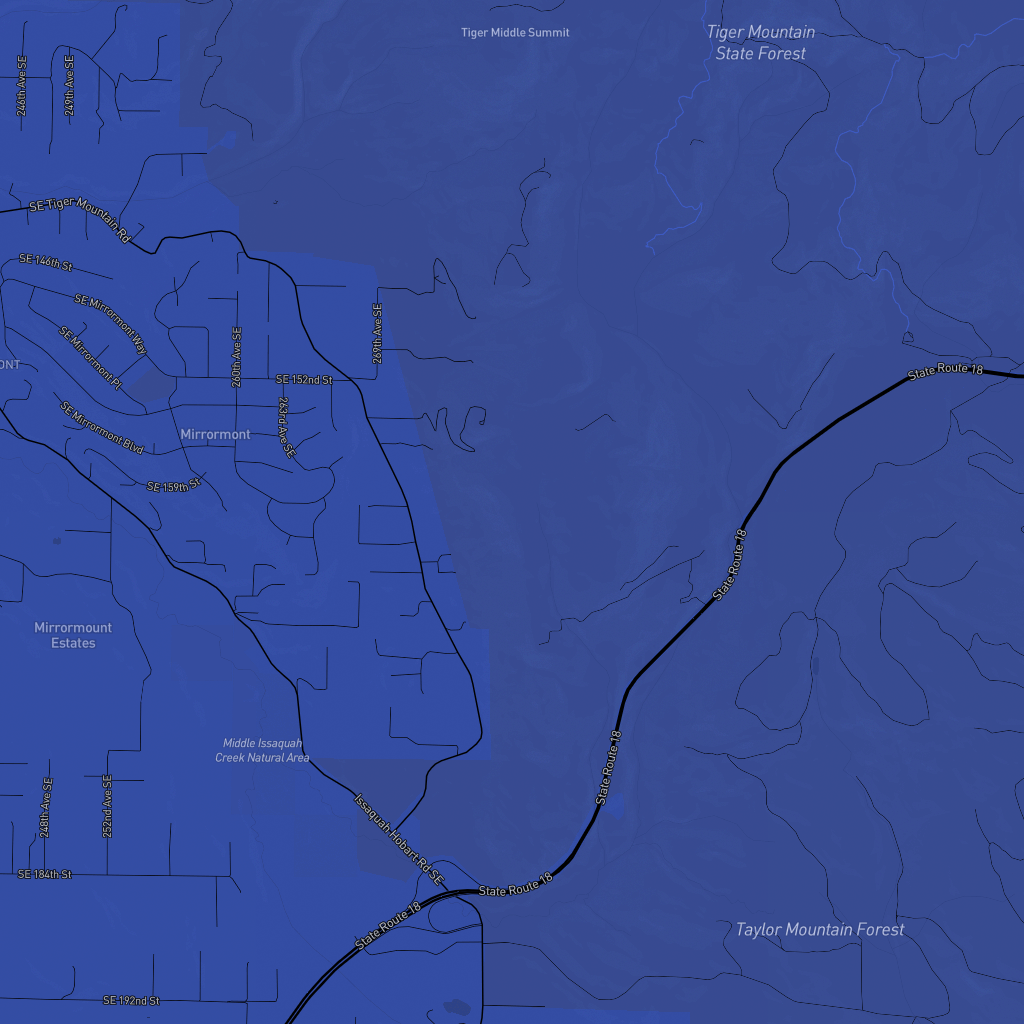 Tiger Middle Summit
Tiger Mountain
State Forest
246th Ave SE
249th Ave SE
SE Tiger Mountain Rd
SE 146th St
SE Mirrormont Way
SE Mirrormont Pl
260th Ave SE
269th Ave SE
ONT
SE 152nd St
State Route 18
SE Mirrormont Blvd
263rd Ave SE
Mirrormont
SE 159th St
State Route 18
Mirrormount
Estates
Middle Issaquah
Creek Natural Area
State Route 18
248th Ave SE
252nd Ave SE
Issaquah Hobart Rd SE
SE 184th St
State Route 18
State Route 18
Taylor Mountain Forest
SE 192nd St